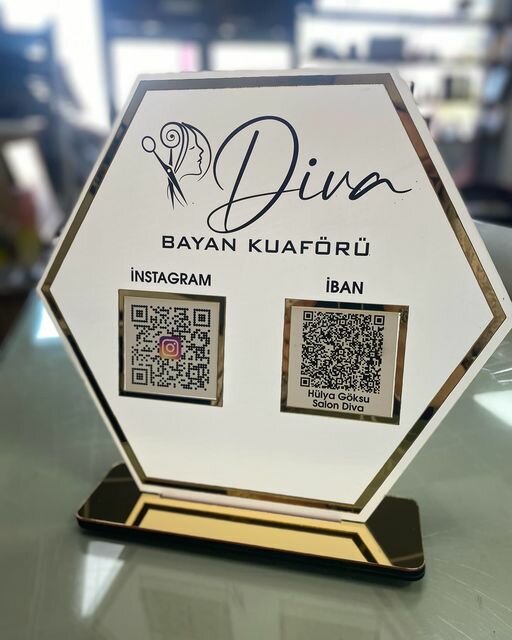 Diva
BAYAN KUAFÖRÜ
İNSTAGRAM
İBAN
Hülya Göksu
Salon Diva